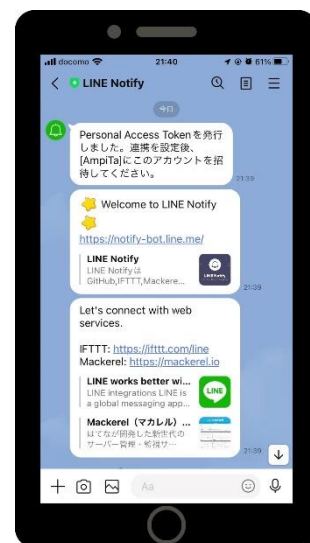 docomo 21:40 61%
LINE Notify
今日
Personal Access Tokenを発行
しました。連携を設定後、
[AmpiTa]にこのアカウントを招
待してください。
21:39
Welcome to LINE Notify
https://notify-bot.line.me/
LINE Notify
LINE Notifyは
GitHub,IFTTT,Mackere...
21:39
Let's connect with web
services.
IFTTT: https://ifttt.com/line
Mackerel: https://mackerel.io
LINE works better wi...
LINE integrations LINE is
a global messaging app...
LINE
Mackerel（マカレル）...
はてなが開発した新世代の
サーバー管理・監視サ…
21:39
Aa